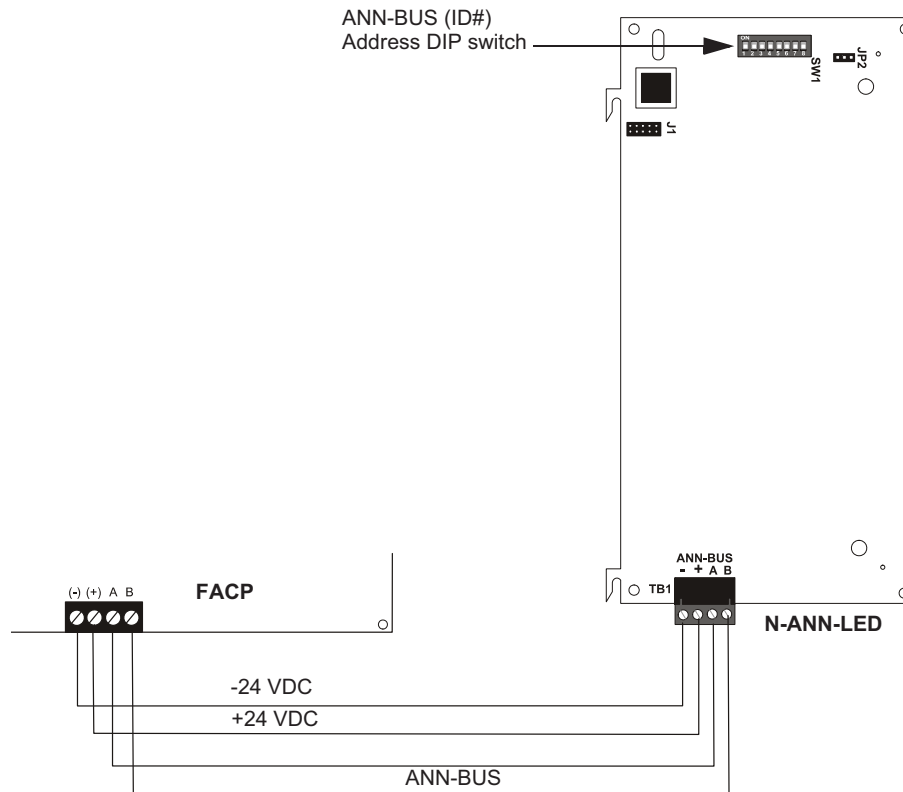 ANN-BUS (ID#)
Address DIP switch
ON
1 2 3 4 5 6 7 8
SW1
JP2
J1
ANN-BUS
- + A B
TB1
N-ANN-LED
(-) (+) A B
FACP
-24 VDC
+24 VDC
ANN-BUS